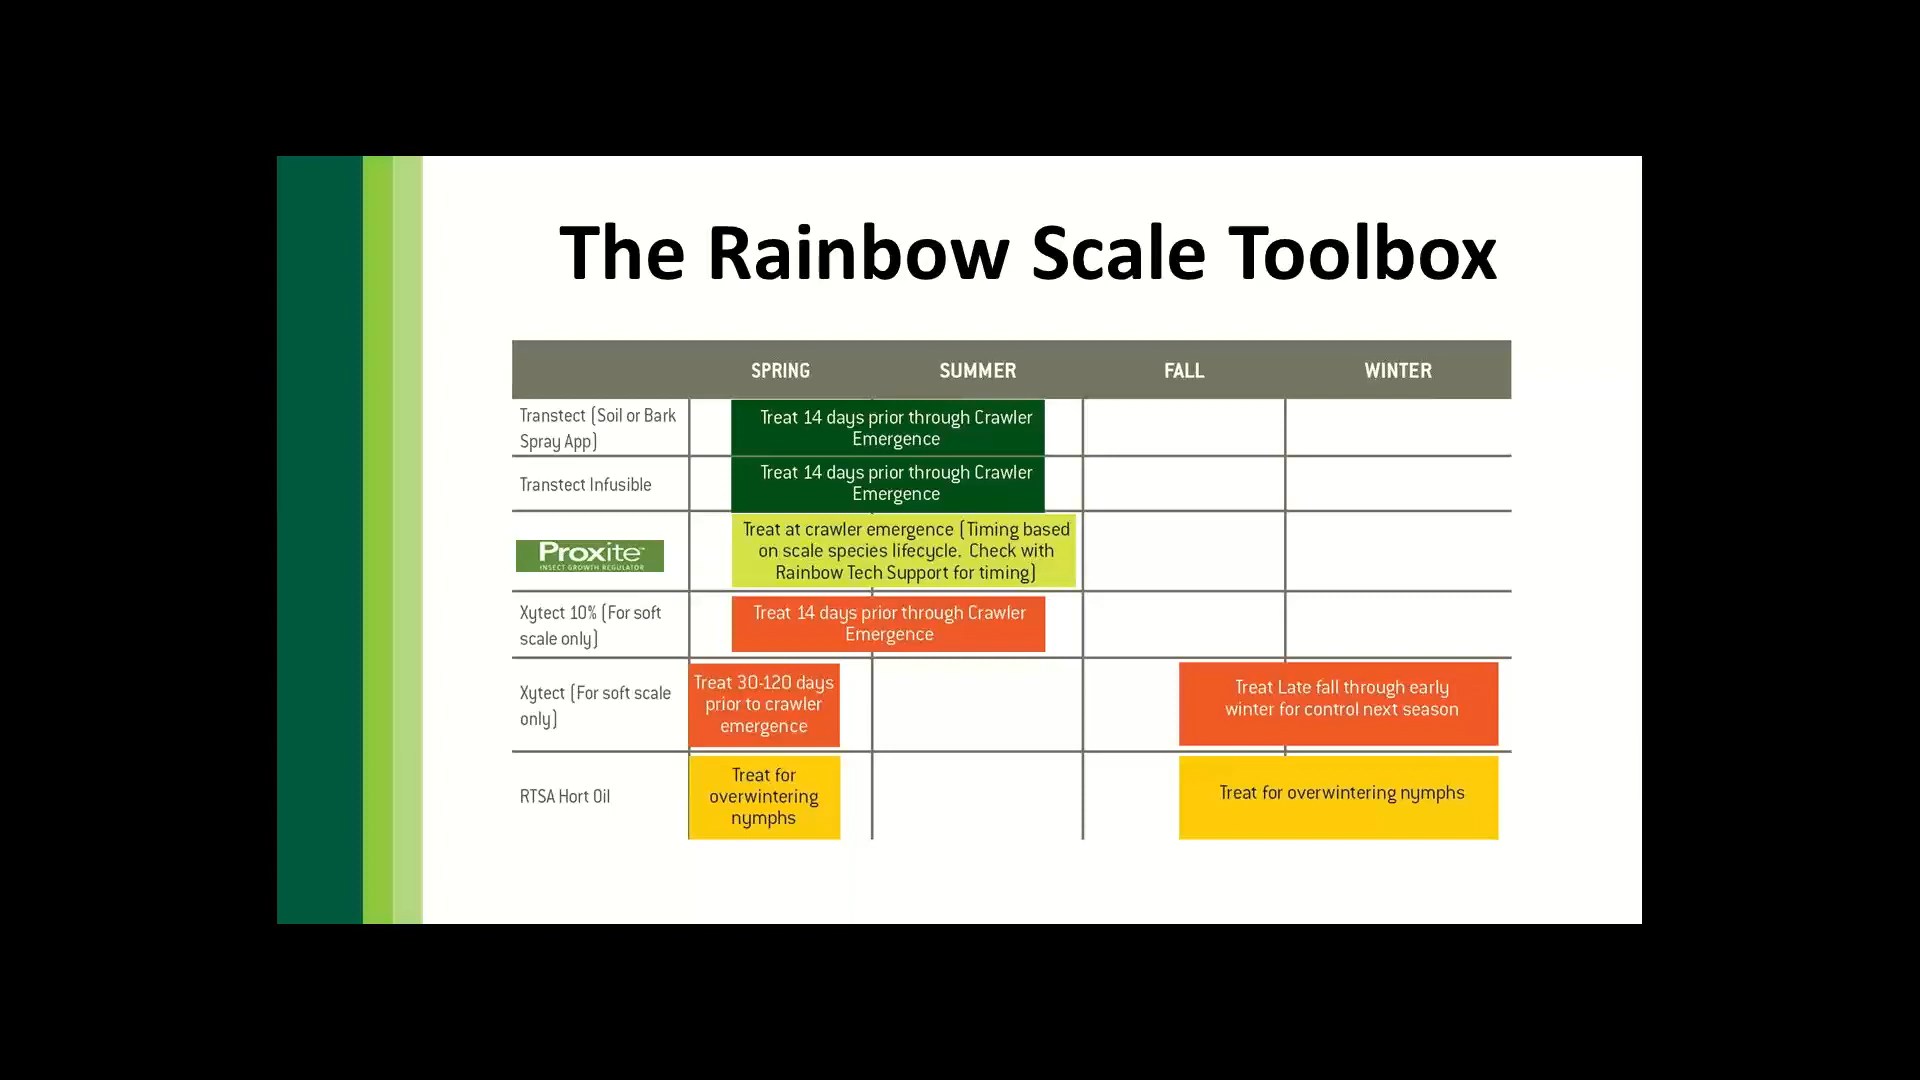 The Rainbow Scale Toolbox
SPRING SUMMER FALL WINTER
Transtect (Soil or Bark
Spray App)
Treat 14 days prior through Crawler
Emergence
Transtect Infusible
Treat 14 days prior through Crawler
Emergence
Proxite™
INSECT GROWTH REGULATOR
Treat at crawler emergence (Timing based
on scale species lifecycle. Check with
Rainbow Tech Support for timing)
Xytect 10% (For soft
scale only)
Treat 14 days prior through Crawler
Emergence
Xytect (For soft scale
only)
Treat 30-120 days
prior to crawler
emergence
Treat Late fall through early
winter for control next season
RTSA Hort Oil
Treat for
overwintering
nymphs
Treat for overwintering nymphs